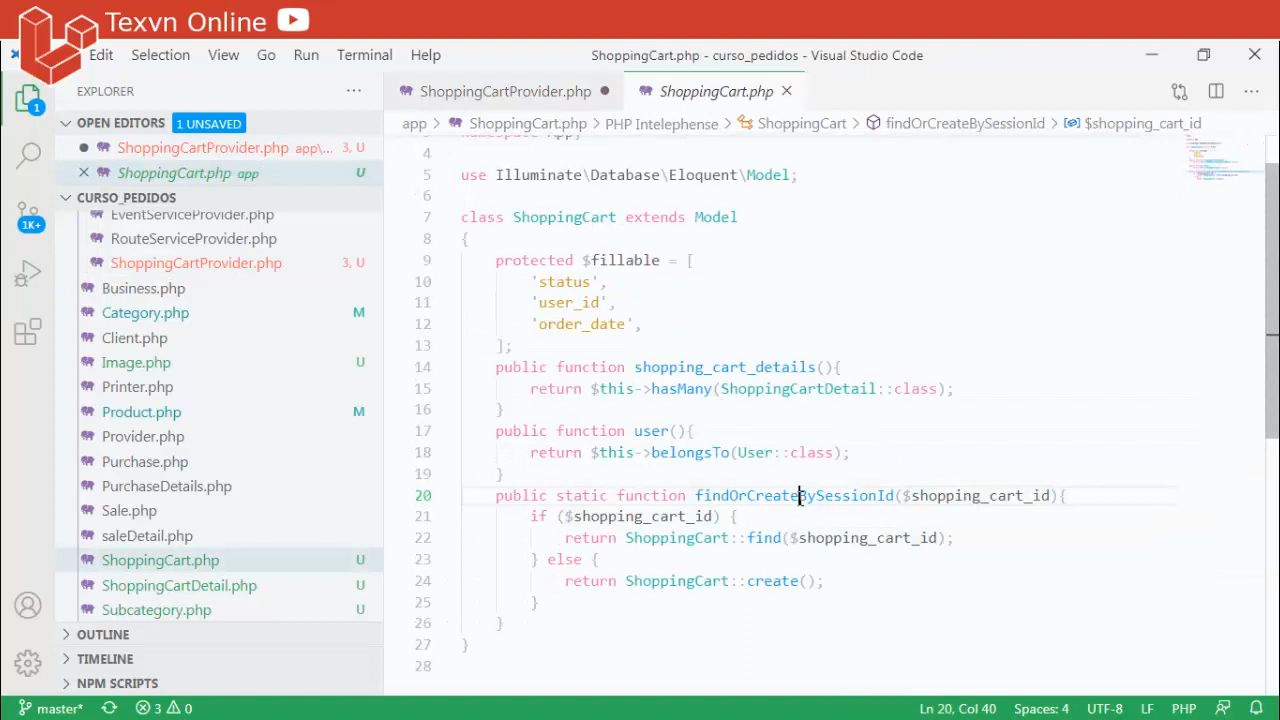 Texvn Online
Edit Selection View Go Run Terminal Help ShoppingCart.php - curso_pedidos - Visual Studio Code
EXPLORER
ShoppingCartProvider.php
ShoppingCart.php
OPEN EDITORS 1 UNSAVED
ShoppingCartProvider.php app\... 3, U
ShoppingCart.php app U
CURSO_PEDIDOS
EventServiceProvider.php
RouteServiceProvider.php
ShoppingCartProvider.php 3, U
Business.php
Category.php M
Client.php
Image.php U
Printer.php
Product.php M
Provider.php
Purchase.php
PurchaseDetails.php
Sale.php
saleDetail.php
ShoppingCart.php U
ShoppingCartDetail.php U
Subcategory.php U
OUTLINE
TIMELINE
NPM SCRIPTS
1
1K+
app > ShoppingCart.php > PHP Intelephense > ShoppingCart > findOrCreateBySessionId > $shopping_cart_id
namespace App;
4
5 use Illuminate\Database\Eloquent\Model;
6
7 class ShoppingCart extends Model
8 {
9 protected $fillable = [
10 'status',
11 'user_id',
12 'order_date',
13 ];
14 public function shopping_cart_details(){
15 return $this->hasMany(ShoppingCartDetail::class);
16 }
17 public function user(){
18 return $this->belongsTo(User::class);
19 }
20 public static function findOrCreateBySessionId($shopping_cart_id){
21 if ($shopping_cart_id) {
22 return ShoppingCart::find($shopping_cart_id);
23 } else {
24 return ShoppingCart::create();
25 }
26 }
27 }
28
master* 3 0 Ln 20, Col 40 Spaces: 4 UTF-8 LF PHP